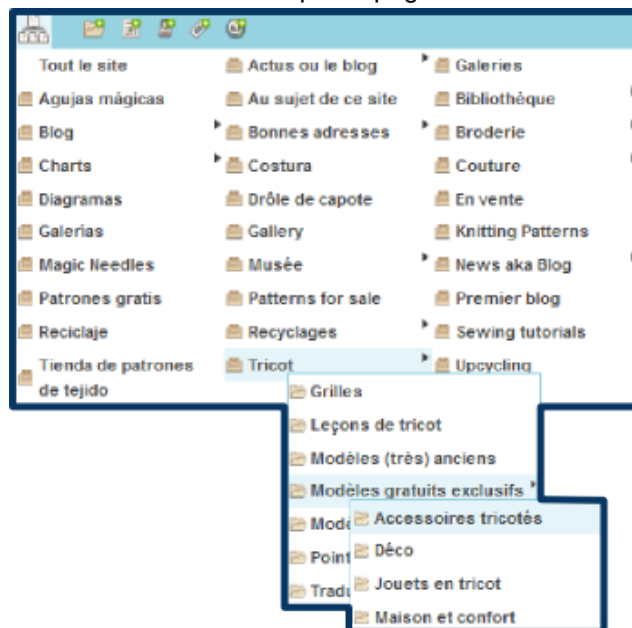 Tout le site
Actus ou le blog
Galeries
Agujas mágicas
Au sujet de ce site
Bibliothèque
Blog
Bonnes adresses
Broderie
Charts
Costura
Couture
Diagramas
Drôle de capote
En vente
Galerias
Gallery
Knitting Patterns
Magic Needles
Musée
News aka Blog
Patrones gratis
Patterns for sale
Premier blog
Reciclaje
Recyclages
Sewing tutorials
Tienda de patrones
de tejido
Tricot
Upcycling
Grilles
Leçons de tricot
Modèles (très) anciens
Modèles gratuits exclusifs
Accessoires tricotés
Déco
Jouets en tricot
Maison et confort